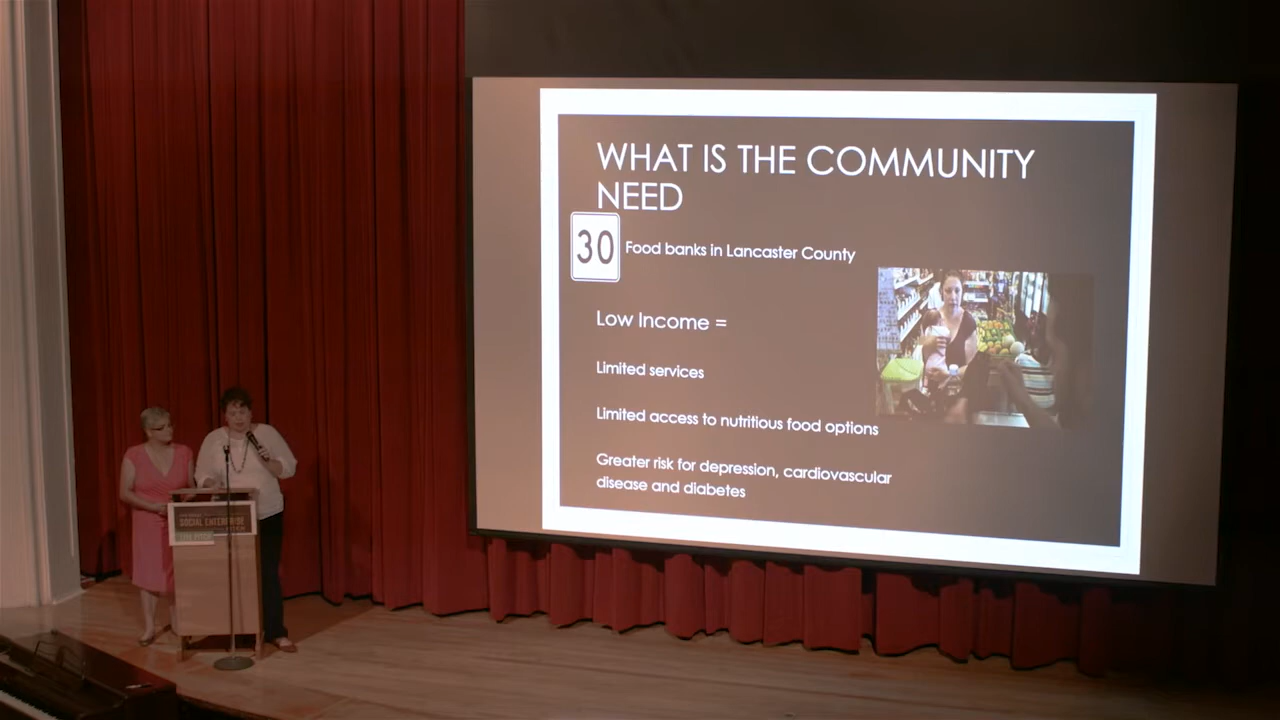 WHAT IS THE COMMUNITY
NEED
30 Food banks in Lancaster County
Low Income =
Limited services
Limited access to nutritious food options
Greater risk for depression, cardiovascular
disease and diabetes
SOCIAL ENTERPRISE